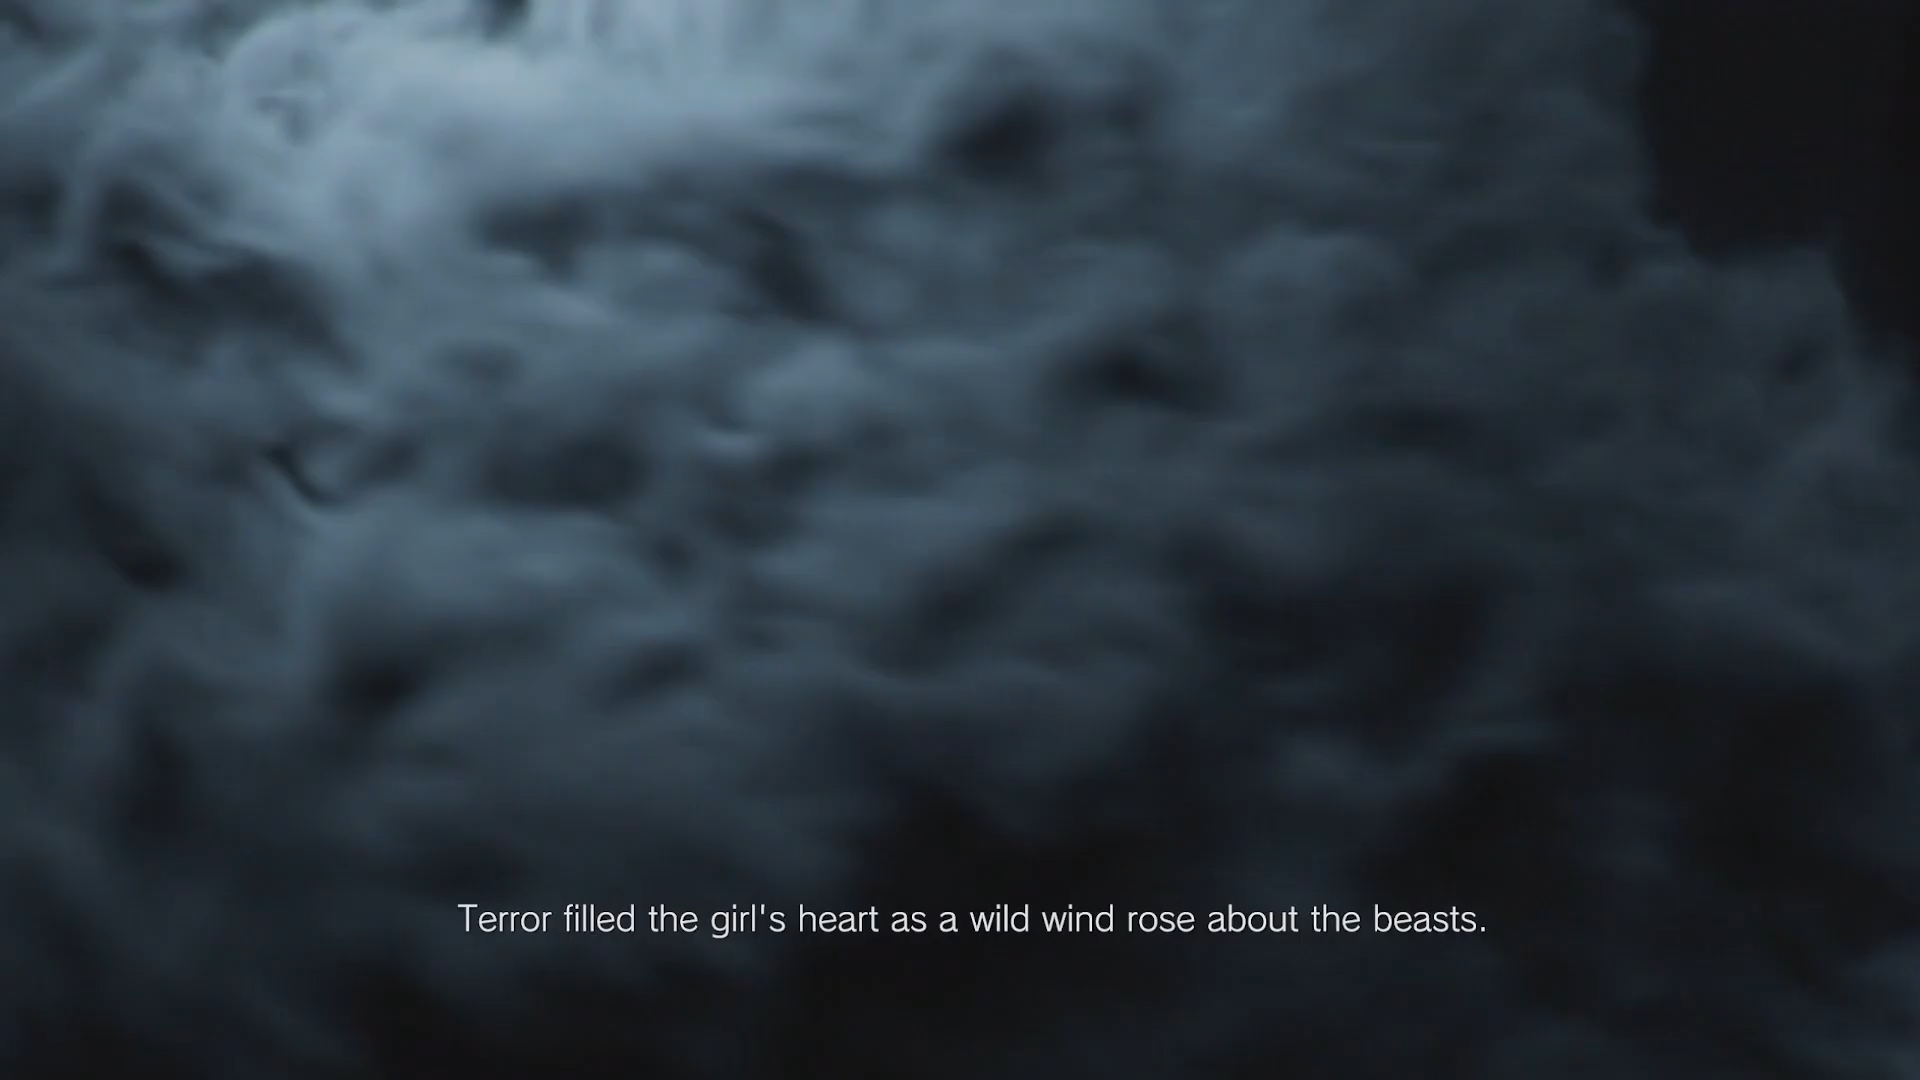 Terror filled the girl's heart as a wild wind rose about the beasts.